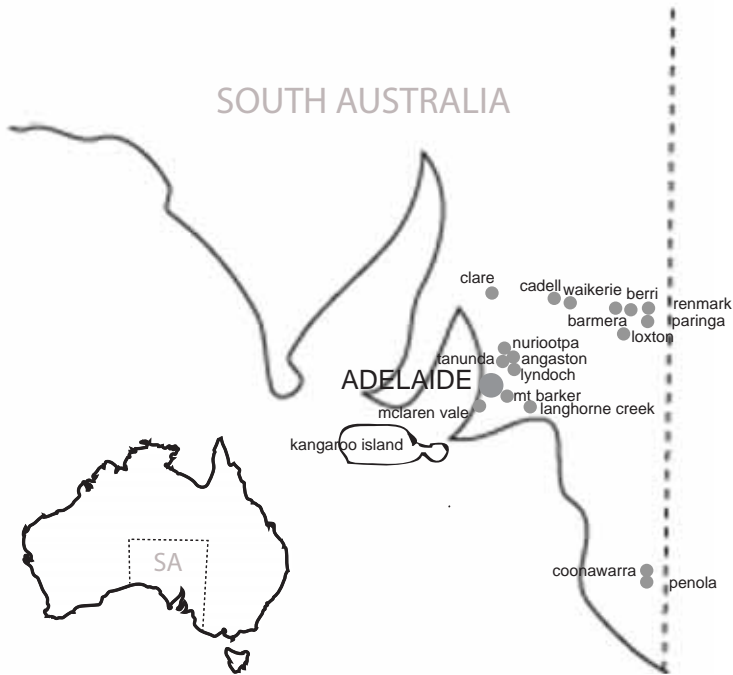 SOUTH AUSTRALIA
clare
cadell
waikerie
berri
renmark
barmera
paringa
loxton
nuriootpa
tanunda
angaston
lyndoch
ADELAIDE
mt barker
mclaren vale
langhorne creek
kangaroo island
SA
coonawarra
penola